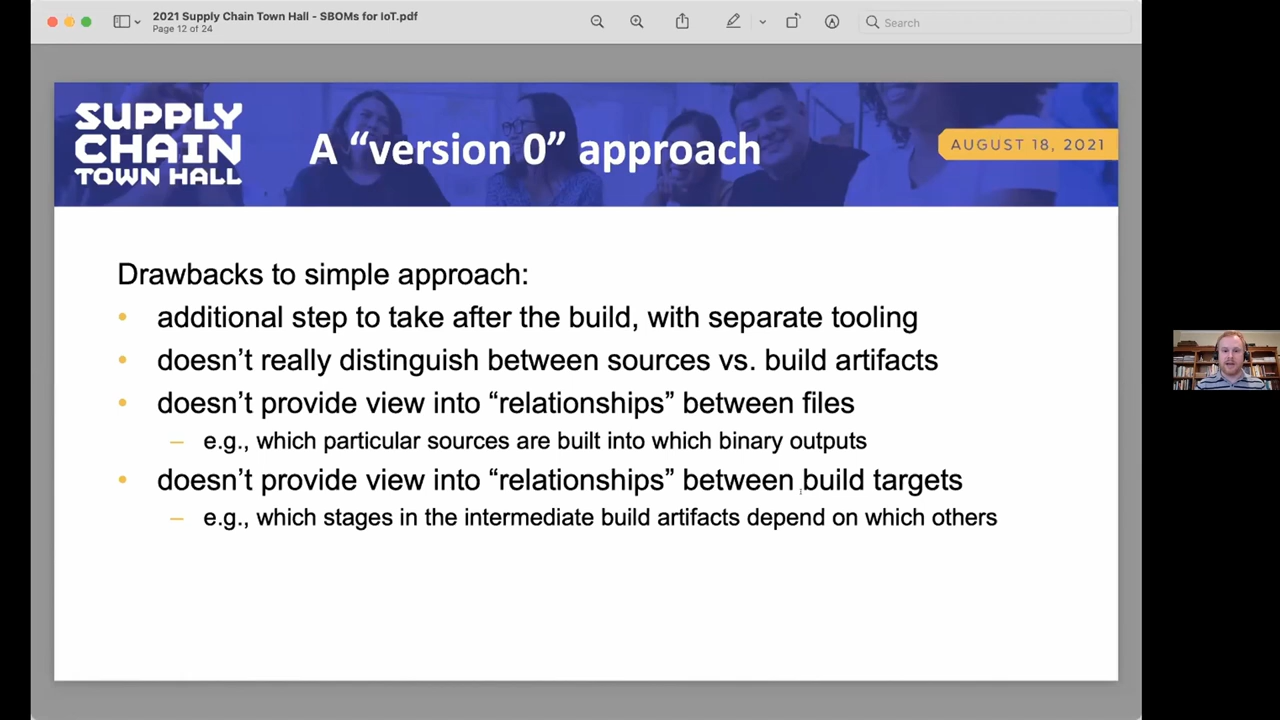 2021 Supply Chain Town Hall - SBOMs for IoT.pdf
Page 12 of 24
Search
SUPPLY
CHAIN
TOWN HALL
A “version 0” approach
AUGUST 18, 2021
Drawbacks to simple approach:
• additional step to take after the build, with separate tooling
• doesn’t really distinguish between sources vs. build artifacts
• doesn’t provide view into “relationships” between files
– e.g., which particular sources are built into which binary outputs
• doesn’t provide view into “relationships” between build targets
– e.g., which stages in the intermediate build artifacts depend on which others